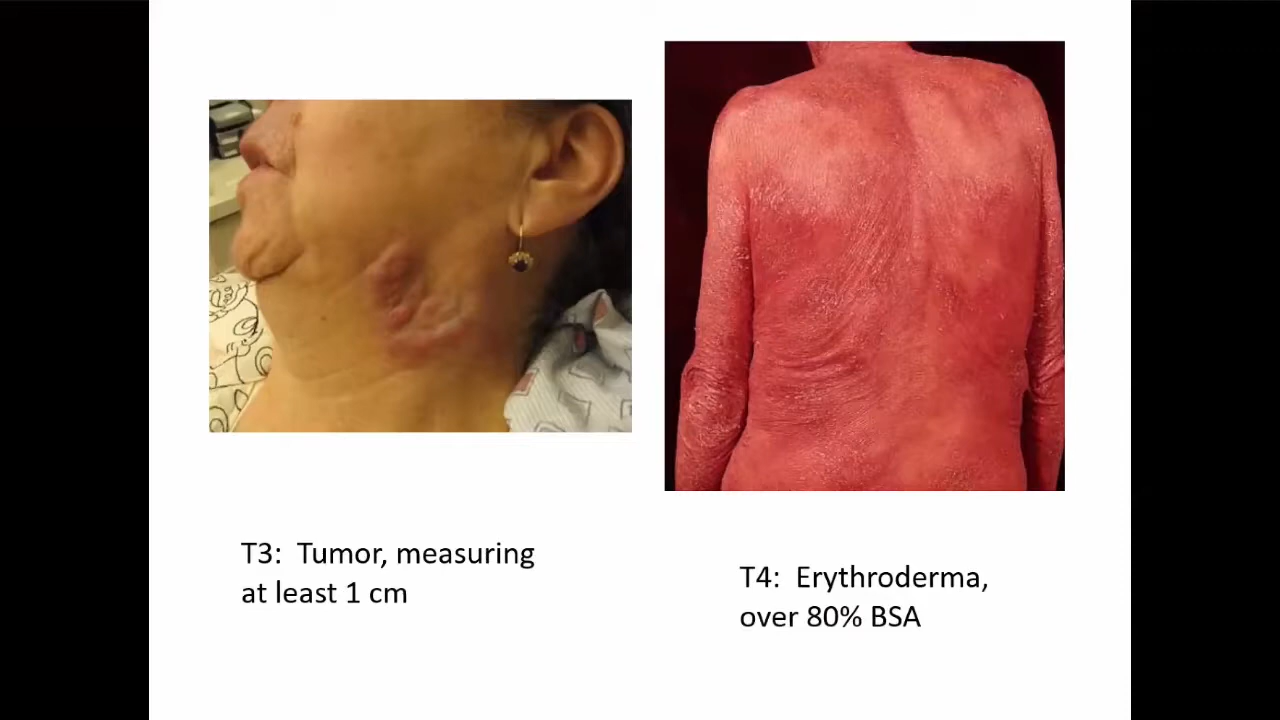 T3:  Tumor, measuring
at least 1 cm
T4:  Erythroderma,
over 80% BSA